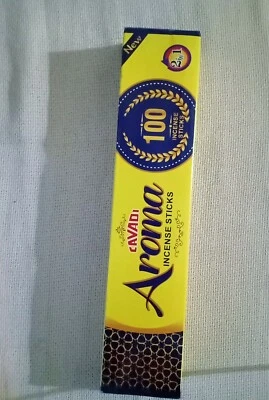 New
2 in 1
100
INCENSE
STICKS
CAVADI
Aroma
INCENSE STICKS